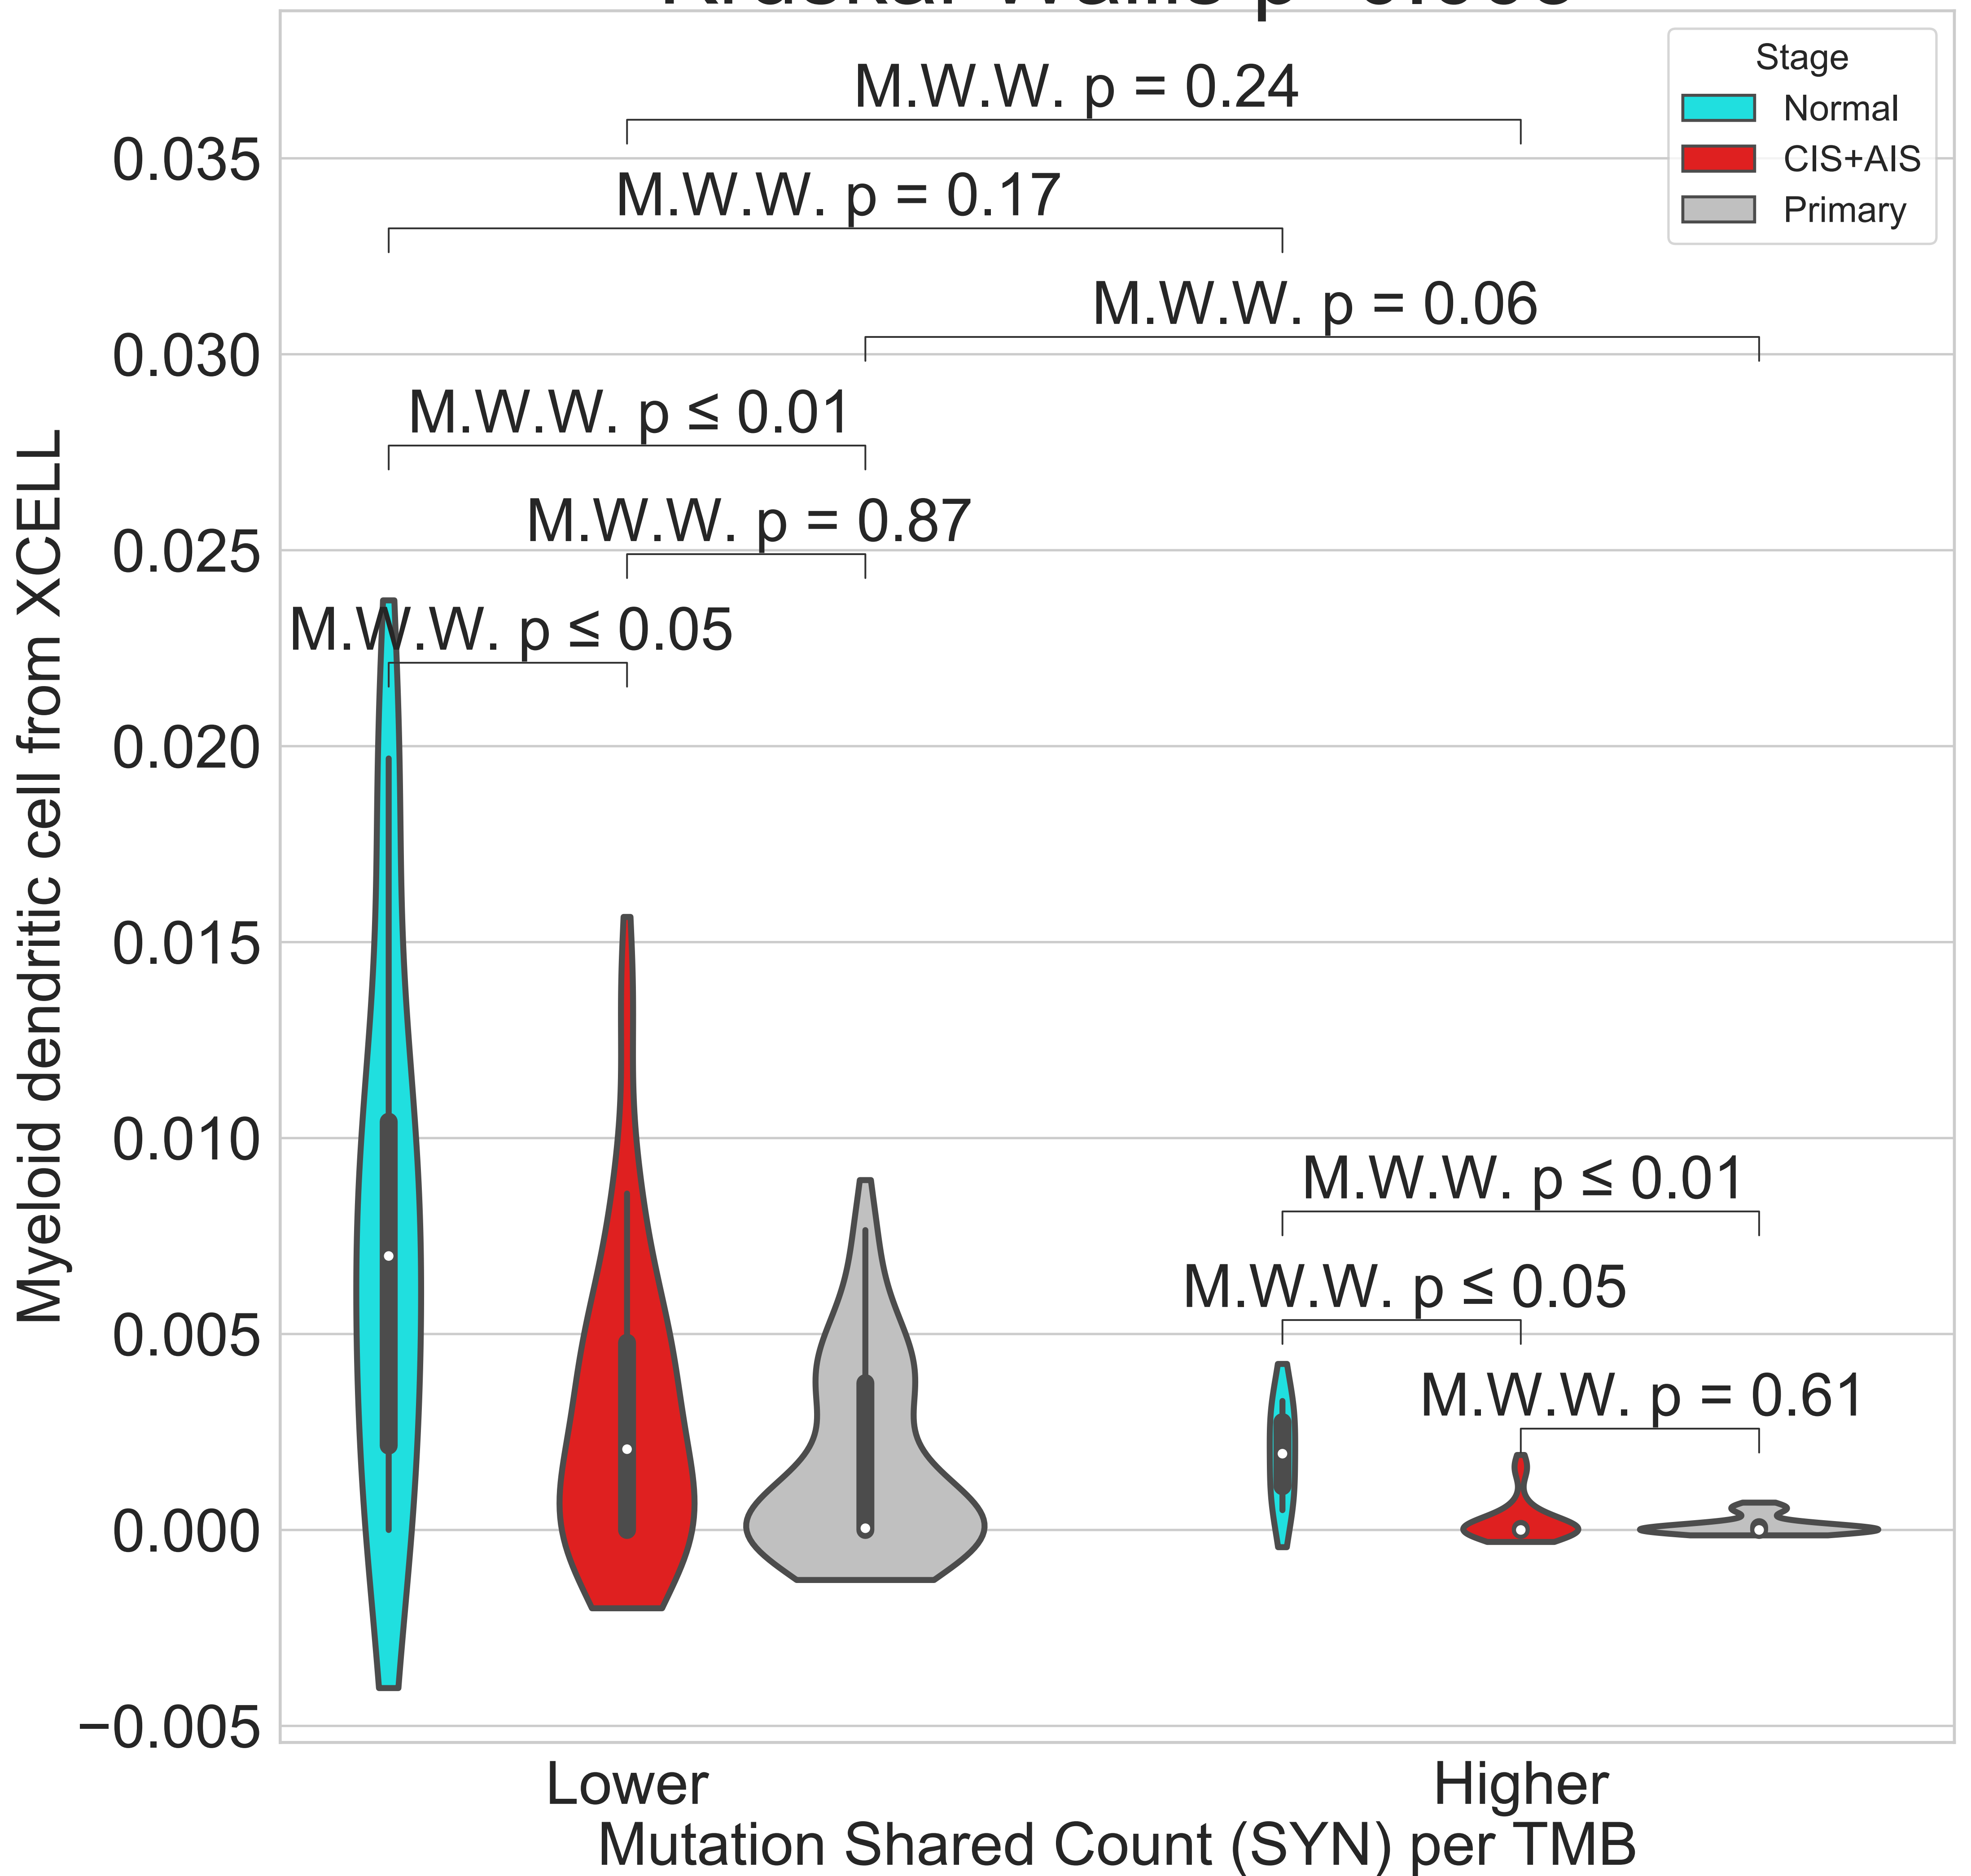 Stage
Normal
CIS+AIS
Primary
M.W.W. p = 0.24
M.W.W. p = 0.17
M.W.W. p = 0.06
M.W.W. p ≤ 0.01
M.W.W. p = 0.87
M.W.W. p ≤ 0.05
M.W.W. p ≤ 0.01
M.W.W. p ≤ 0.05
M.W.W. p = 0.61
0.035
0.030
0.025
0.020
0.015
0.010
0.005
0.000
−0.005
Myeloid dendritic cell from XCELL
Lower
Higher
Mutation Shared Count (SYN) per TMB